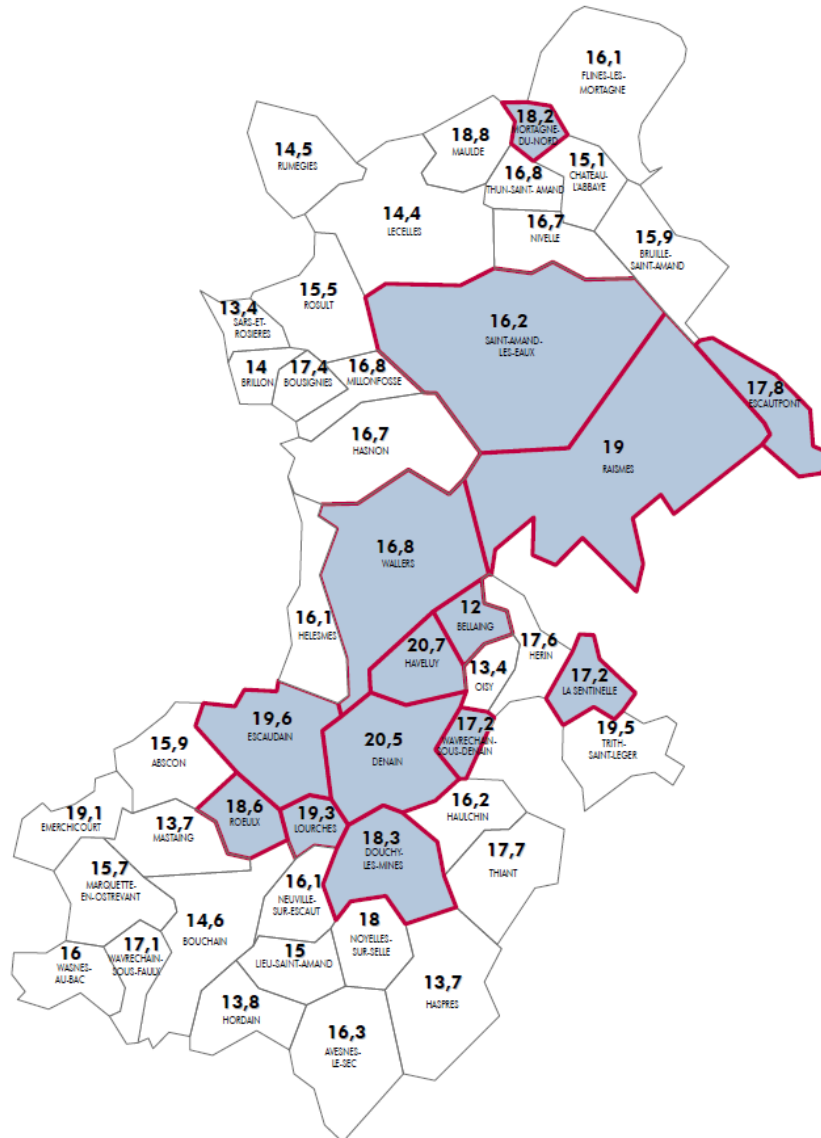 16,1
FLINES-LES-
MORTAGNE
18,2
MORTAGNE-
DU-NORD
18,8
MAULDE
14,5
RUMEGIES
15,1
CHATEAU-
L'ABBAYE
16,8
THUN-SAINT- AMAND
14,4
LECELLES
16,7
NIVELLE
15,9
BRUILLE-
SAINT-AMAND
15,5
ROSULT
13,4
SARS-ET-
ROSIERES
16,2
SAINT-AMAND-
LES-EAUX
14
BRILLON
17,4
BOUSIGNIES
16,8
MILLONFOSSE
17,8
ESCAUTPONT
16,7
HASNON
19
RAISMES
16,8
WALLERS
16,1
HELESMES
12
BELLAING
20,7
HAVELUY
17,6
HERIN
13,4
OISY
17,2
LA SENTINELLE
19,6
ESCAUDAIN
20,5
DENAIN
17,2
WAVRECHAIN-
SOUS-DENAIN
19,5
TRITH-
SAINT-LEGER
15,9
ABSCON
16,2
HAULCHIN
19,1
EMERCHICOURT
13,7
MASTAING
18,6
ROEULX
19,3
LOURCHES
18,3
DOUCHY-
LES-MINES
17,7
THIANT
15,7
MARQUETTE-
EN-OSTREVANT
16,1
NEUVILLE-
SUR-ESCAUT
14,6
BOUCHAIN
18
NOYELLES-
SUR-SELLE
16
WASNES-
AU-BAC
17,1
WAVRECHAIN-
SOUS-FAULX
15
LIEU-SAINT-AMAND
13,7
HASPRES
13,8
HORDAIN
16,3
AVESNES-
LE-SEC